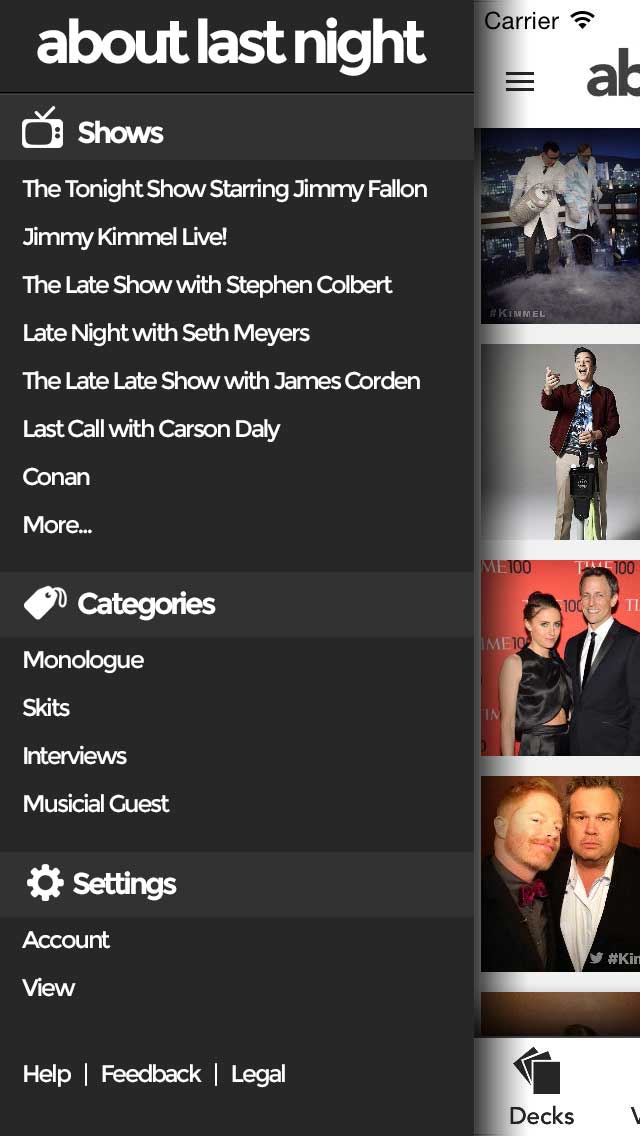 about last night
Shows
The Tonight Show Starring Jimmy Fallon
Jimmy Kimmel Live!
The Late Show with Stephen Colbert
Late Night with Seth Meyers
The Late Late Show with James Corden
Last Call with Carson Daly
Conan
More...
Categories
Monologue
Skits
Interviews
Musicial Guest
Settings
Account
View
Help | Feedback | Legal
Carrier
ab
#KIMMEL
TIME100
TIME100
#Kim
Decks
V